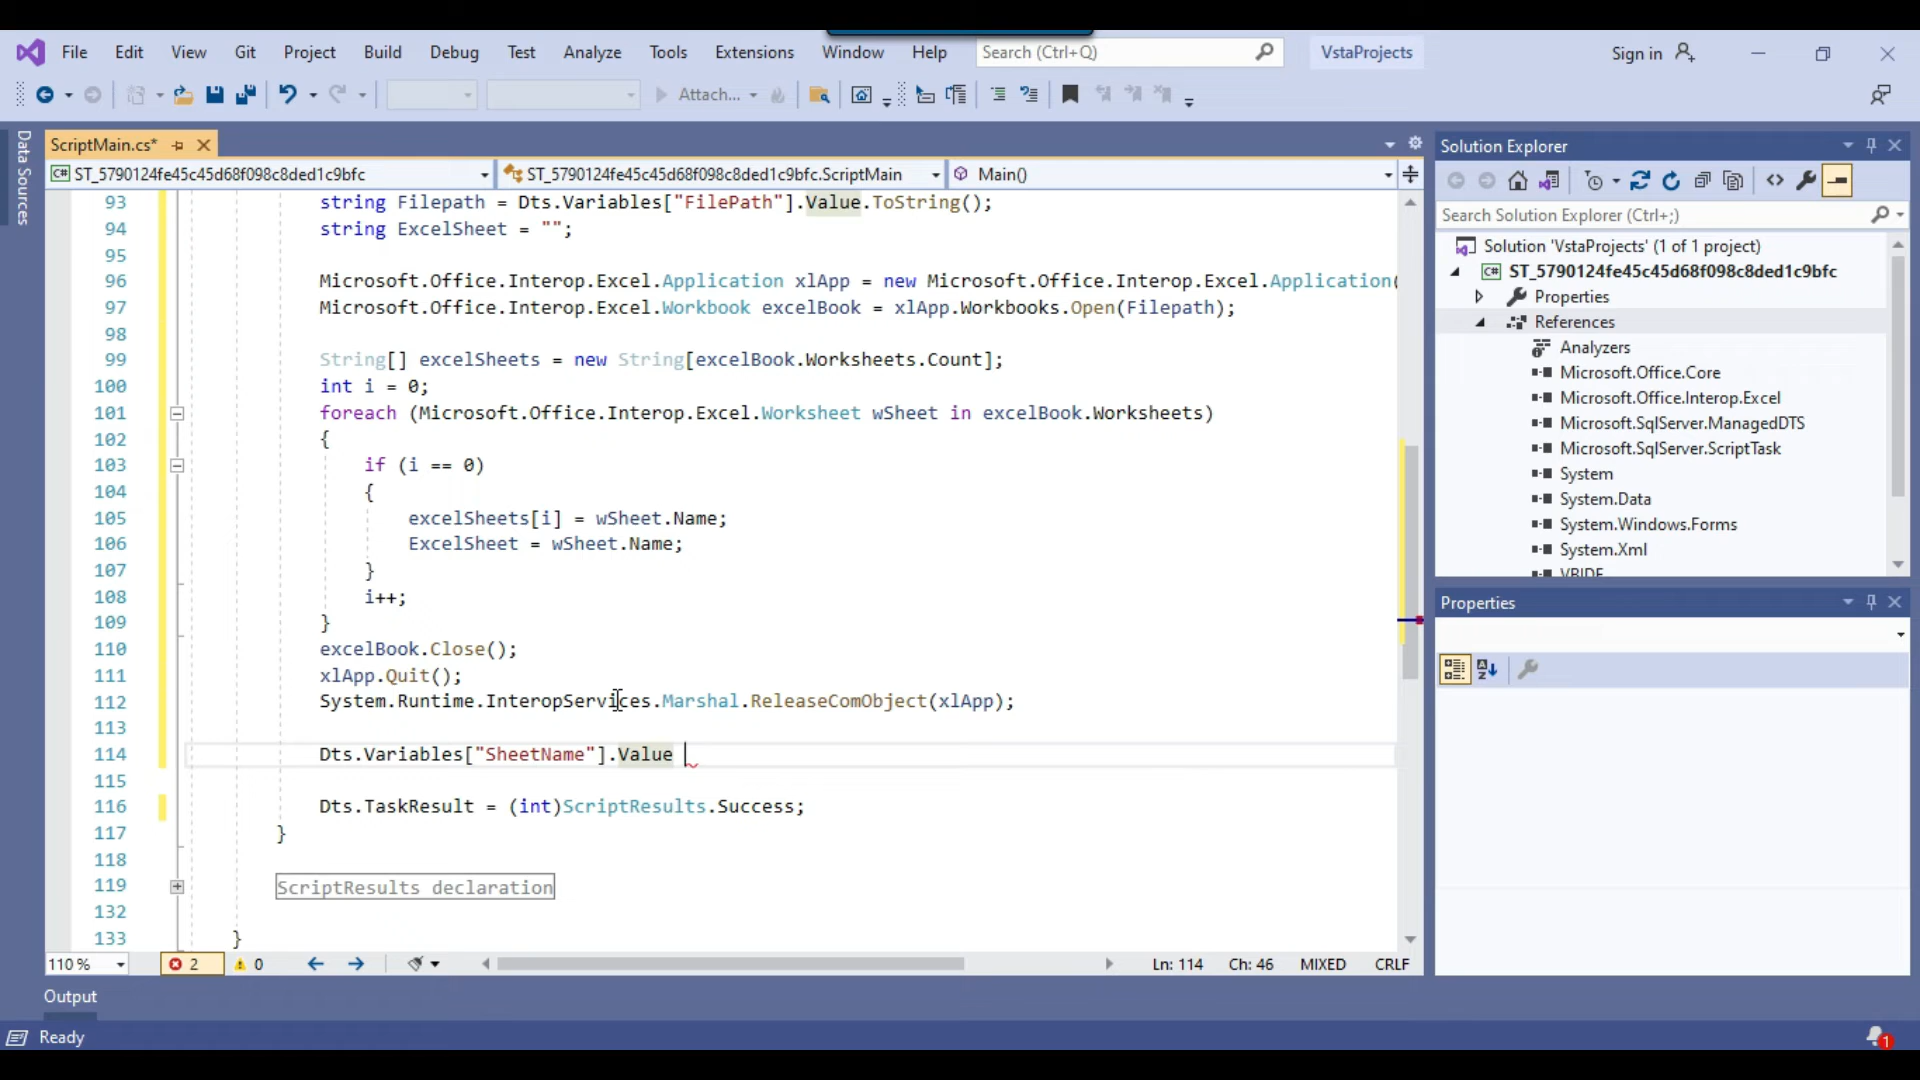 File Edit View Git Project Build Debug Test Analyze Tools Extensions Window Help Search (Ctrl+Q) VstaProjects Sign in
Attach...
Data Sources
ScriptMain.cs*
C# ST_5790124fe45c45d68f098c8ded1c9bfc ST_5790124fe45c45d68f098c8ded1c9bfc.ScriptMain Main()
93 string Filepath = Dts.Variables["FilePath"].Value.ToString();
94 string ExcelSheet = "";
95
96 Microsoft.Office.Interop.Excel.Application xlApp = new Microsoft.Office.Interop.Excel.Application(
97 Microsoft.Office.Interop.Excel.Workbook excelBook = xlApp.Workbooks.Open(Filepath);
98
99 String[] excelSheets = new String[excelBook.Worksheets.Count];
100 int i = 0;
101 foreach (Microsoft.Office.Interop.Excel.Worksheet wSheet in excelBook.Worksheets)
102 {
103 if (i == 0)
104 {
105 excelSheets[i] = wSheet.Name;
106 ExcelSheet = wSheet.Name;
107 }
108 i++;
109 }
110 excelBook.Close();
111 xlApp.Quit();
112 System.Runtime.InteropServices.Marshal.ReleaseComObject(xlApp);
113
114 Dts.Variables["SheetName"].Value
115
116 Dts.TaskResult = (int)ScriptResults.Success;
117 }
118
119 ScriptResults declaration
132
133 }
110 % 2 0 Ln: 114 Ch: 46 MIXED CRLF
Solution Explorer
Search Solution Explorer (Ctrl+;)
Solution 'VstaProjects' (1 of 1 project)
C# ST_5790124fe45c45d68f098c8ded1c9bfc
Properties
References
Analyzers
Microsoft.Office.Core
Microsoft.Office.Interop.Excel
Microsoft.SqlServer.ManagedDTS
Microsoft.SqlServer.ScriptTask
System
System.Data
System.Windows.Forms
System.Xml
VBIDE
Properties
Output
Ready
1